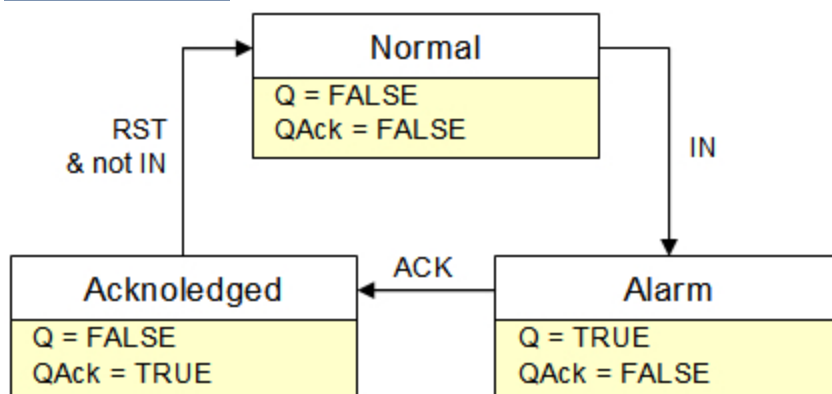 Normal
Q = FALSE
QAck = FALSE
RST
& not IN
IN
Acknoledged
Q = FALSE
QAck = TRUE
ACK
Alarm
Q = TRUE
QAck = FALSE